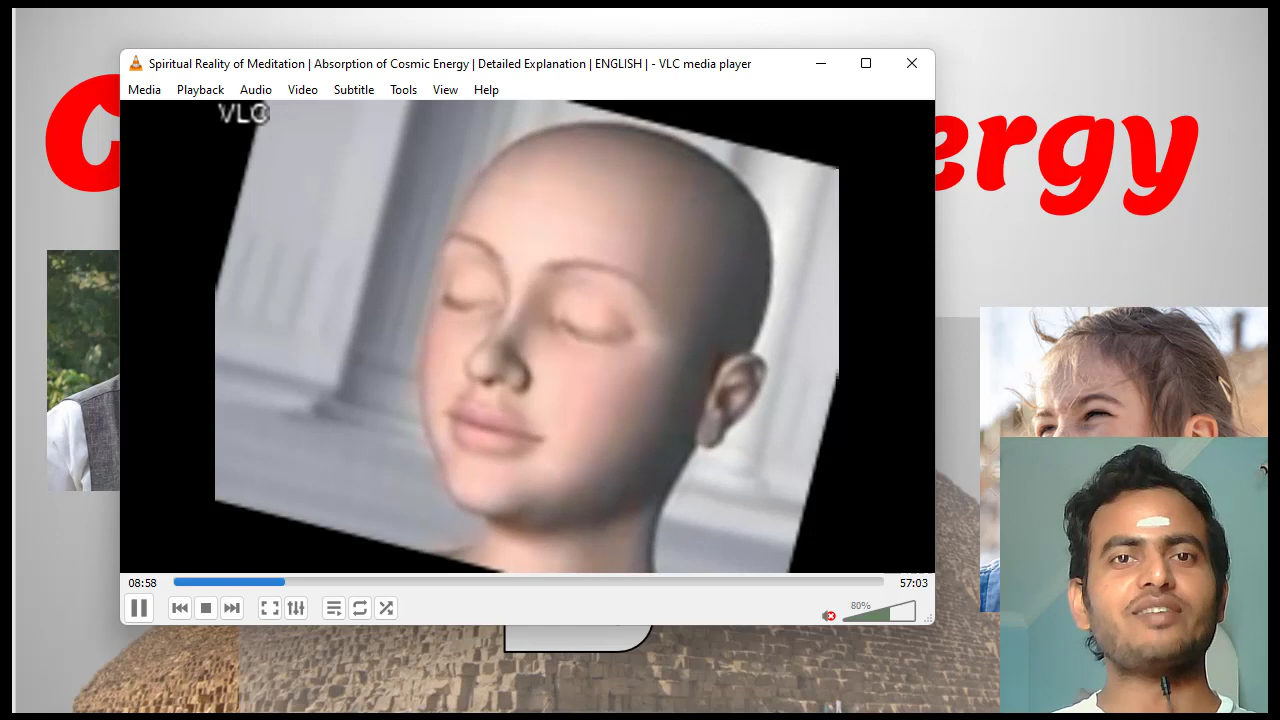 Spiritual Reality of Meditation | Absorption of Cosmic Energy | Detailed Explanation | ENGLISH | - VLC media player
Media Playback Audio Video Subtitle Tools View Help
VLC
C ergy
08:58 57:03
80%